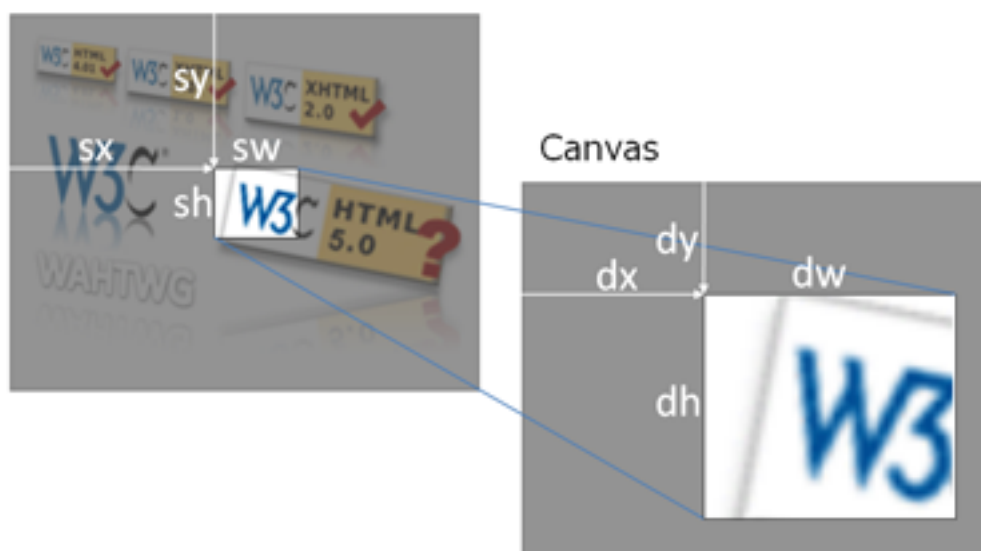 W3C HTML 4.01
W3C XHTML
W3C XHTML 2.0
sy
sx
sw
W3C
sh
W3C HTML 5.0 ?
WAHTWG
Canvas
dy
dx
dw
dh
W3